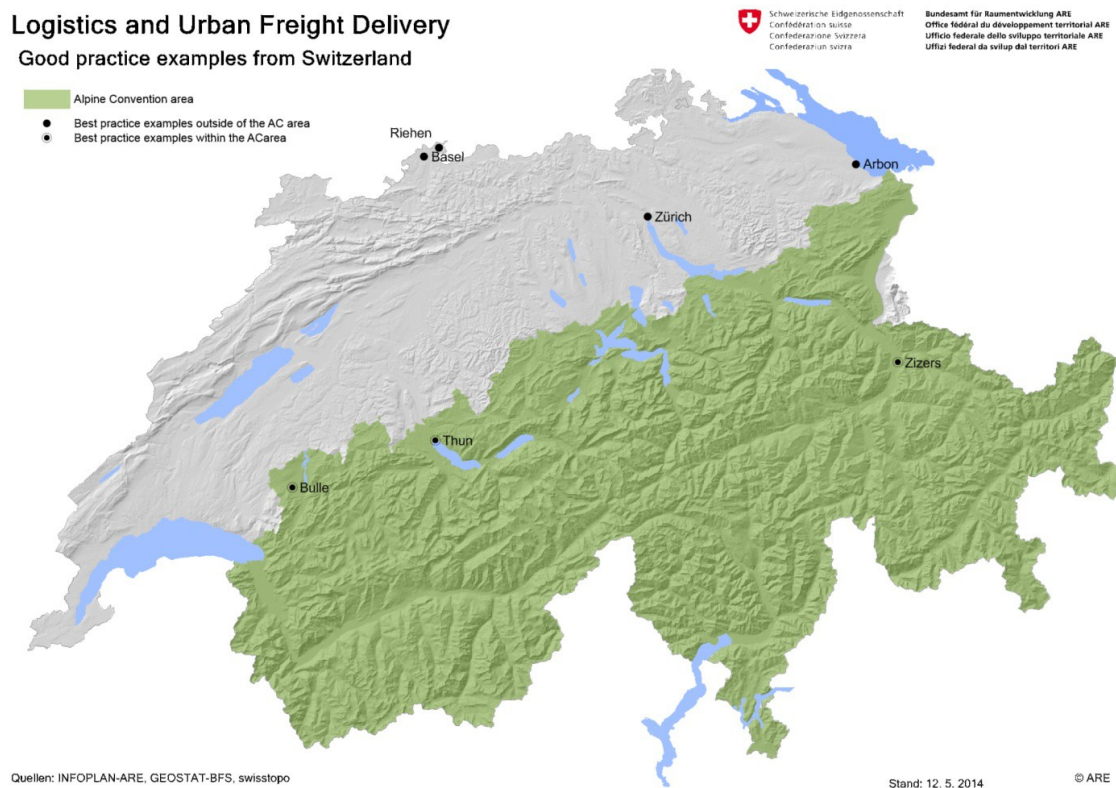 Logistics and Urban Freight Delivery
Good practice examples from Switzerland
Schweizerische Eidgenossenschaft
Confédération suisse
Confederazione Svizzera
Confederaziun svizra
Bundesamt für Raumentwicklung ARE
Office fédéral du développement territorial ARE
Ufficio federale dello sviluppo territoriale ARE
Uffizi federal da svilup dal territori ARE
Alpine Convention area
Best practice examples outside of the AC area
Best practice examples within the ACarea
Riehen
Basel
Arbon
Zürich
Zizers
Thun
Bulle
Quellen: INFOPLAN-ARE, GEOSTAT-BFS, swisstopo
Stand: 12. 5. 2014
© ARE